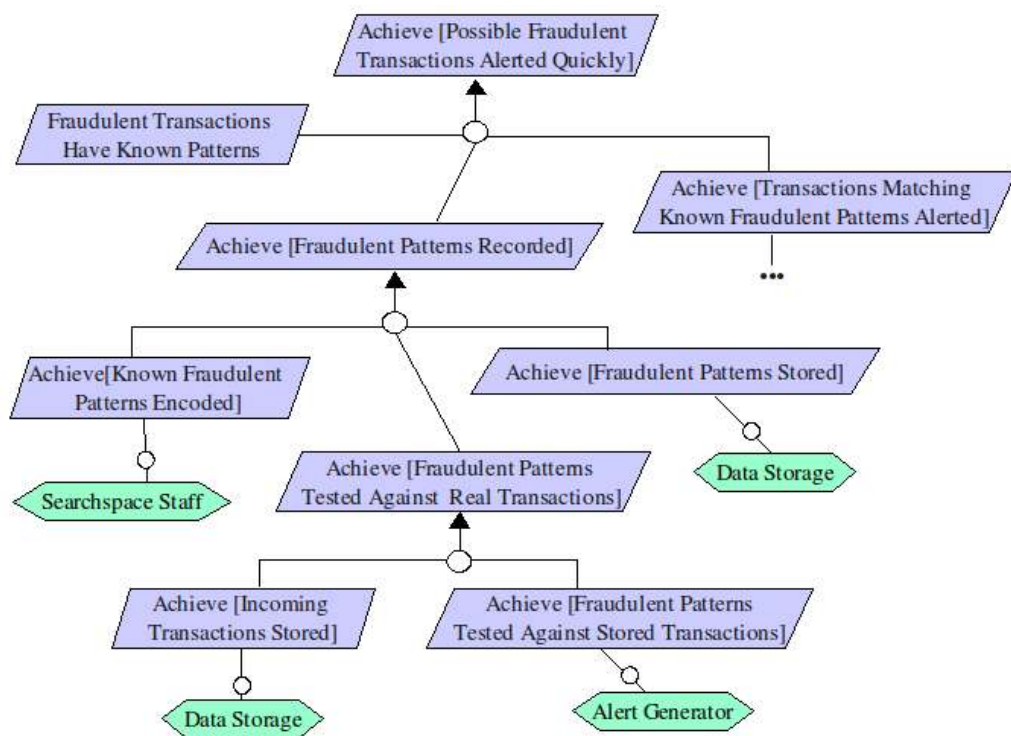 Achieve [Possible Fraudulent
Transactions Alerted Quickly]
Fraudulent Transactions
Have Known Patterns
Achieve [Transactions Matching
Known Fraudulent Patterns Alerted]
Achieve [Fraudulent Patterns Recorded]
...
Achieve[Known Fraudulent
Patterns Encoded]
Achieve [Fraudulent Patterns Stored]
Achieve [Fraudulent Patterns
Tested Against Real Transactions]
Data Storage
Searchspace Staff
Achieve [Incoming
Transactions Stored]
Achieve [Fraudulent Patterns
Tested Against Stored Transactions]
Data Storage
Alert Generator